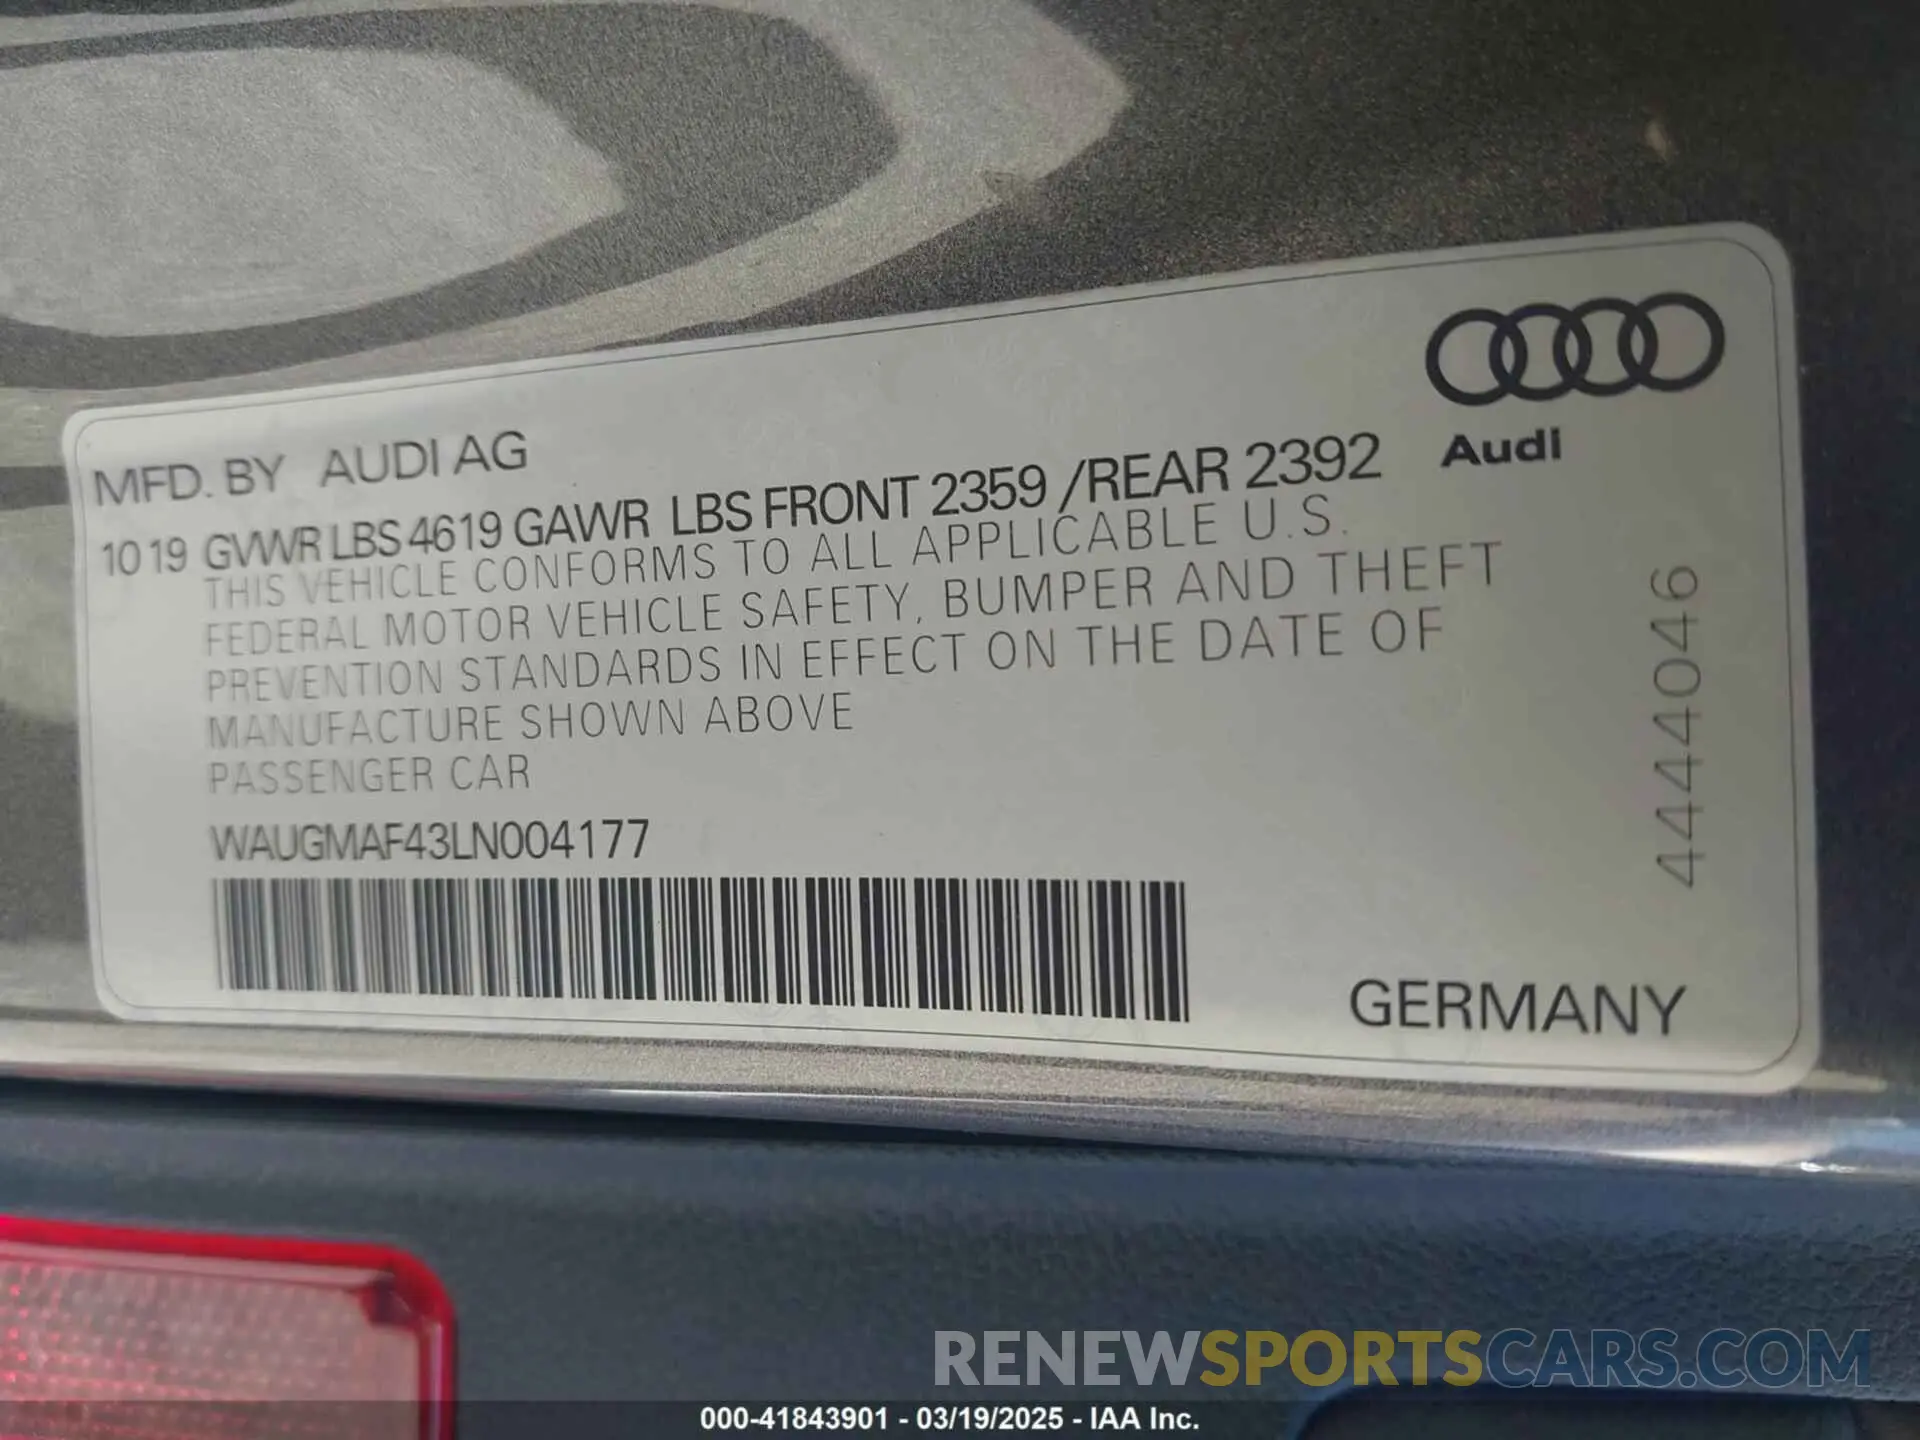 Audi
MFD. BY AUDI AG
10 19 GVWR LBS 4619 GAWR LBS FRONT 2359 /REAR 2392
THIS VEHICLE CONFORMS TO ALL APPLICABLE U.S.
FEDERAL MOTOR VEHICLE SAFETY, BUMPER AND THEFT
PREVENTION STANDARDS IN EFFECT ON THE DATE OF
MANUFACTURE SHOWN ABOVE
PASSENGER CAR
WAUGMAF43LN004177
4444046
GERMANY
RENEWSPORTSCARS.COM
000-41843901 - 03/19/2025 - IAA Inc.